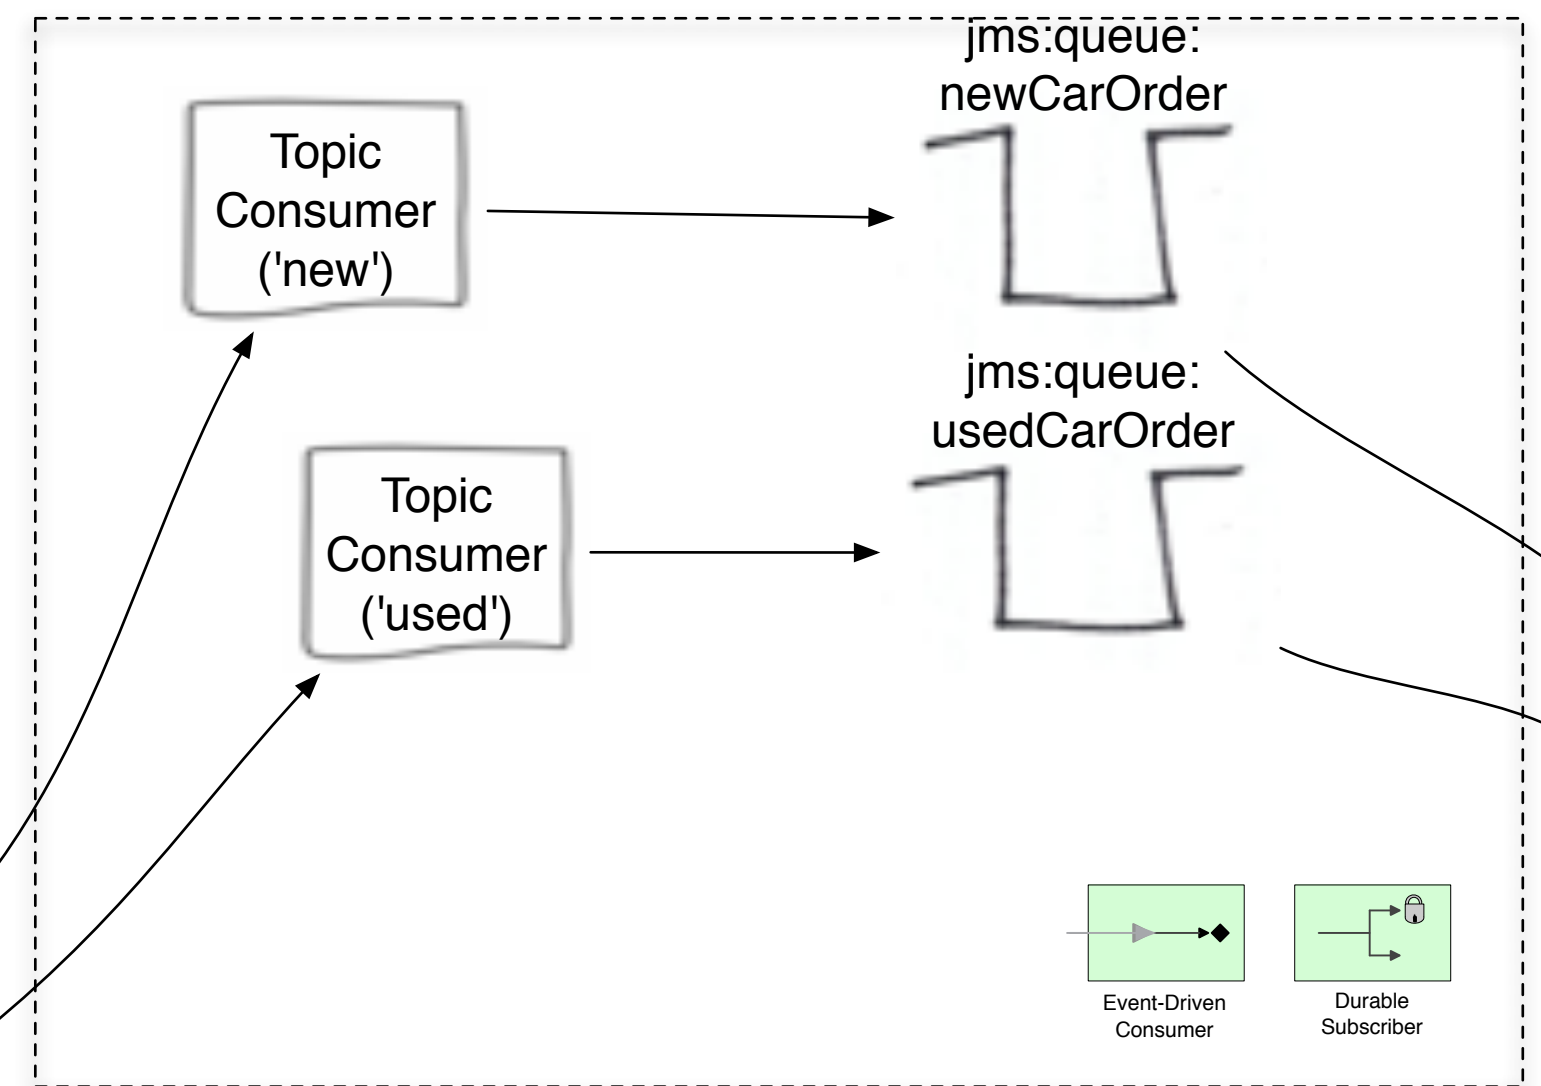 jms:queue:
newCarOrder
Topic
Consumer
('new')
jms:queue:
usedCarOrder
Topic
Consumer
('used')
Event-Driven
Consumer
Durable
Subscriber